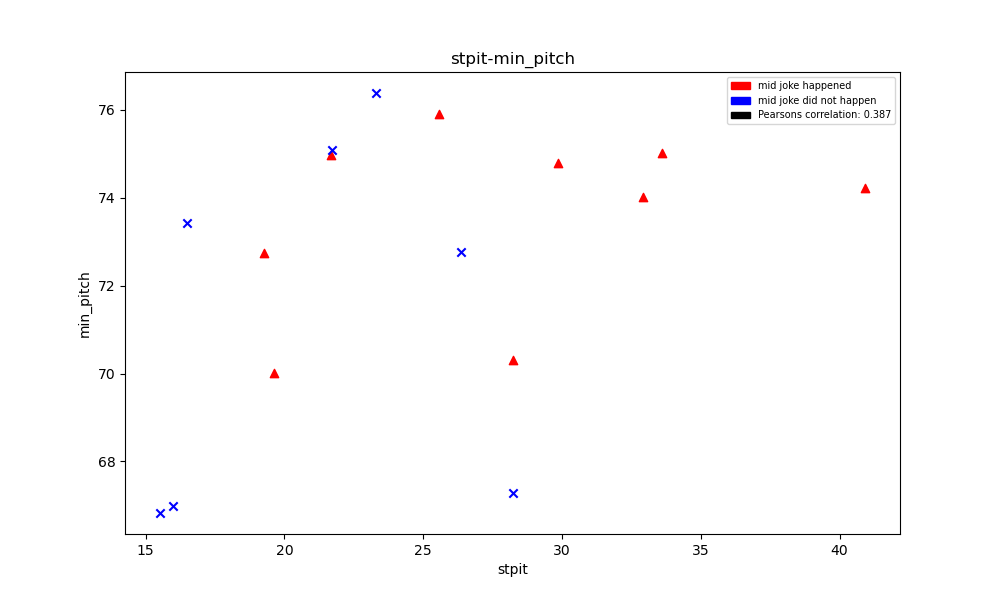 stpit-min_pitch
mid joke happened
mid joke did not happen
Pearsons correlation: 0.387
min_pitch
76
74
72
70
68
15 20 25 30 35 40
stpit